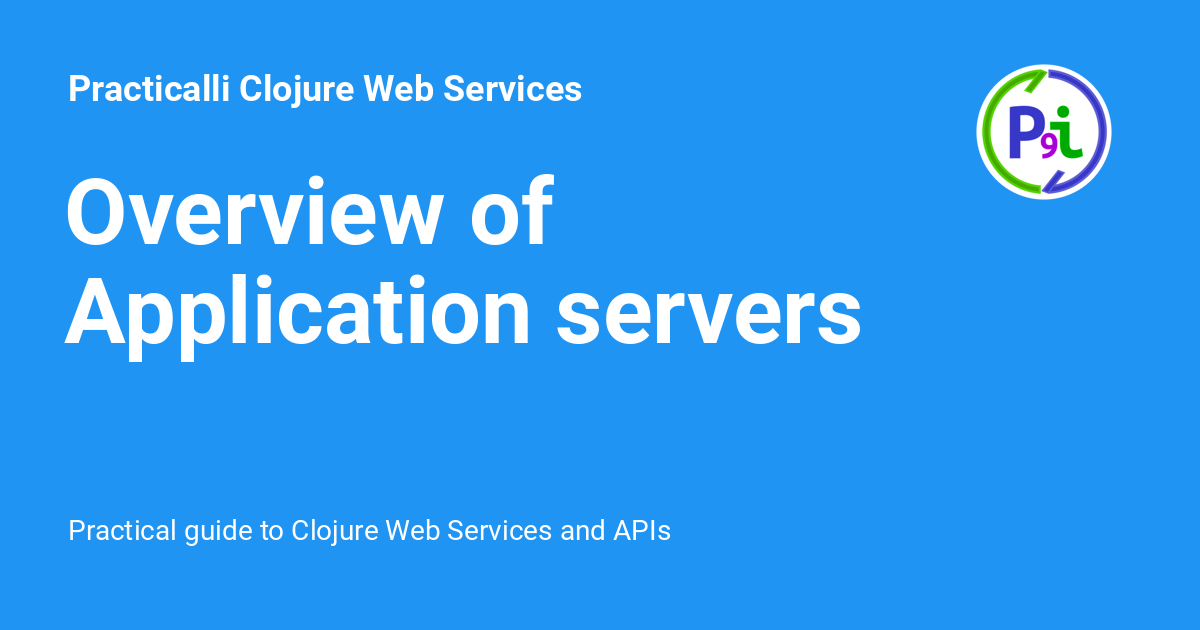 Practicalli Clojure Web Services
P9i
Overview of
Application servers
Practical guide to Clojure Web Services and APIs